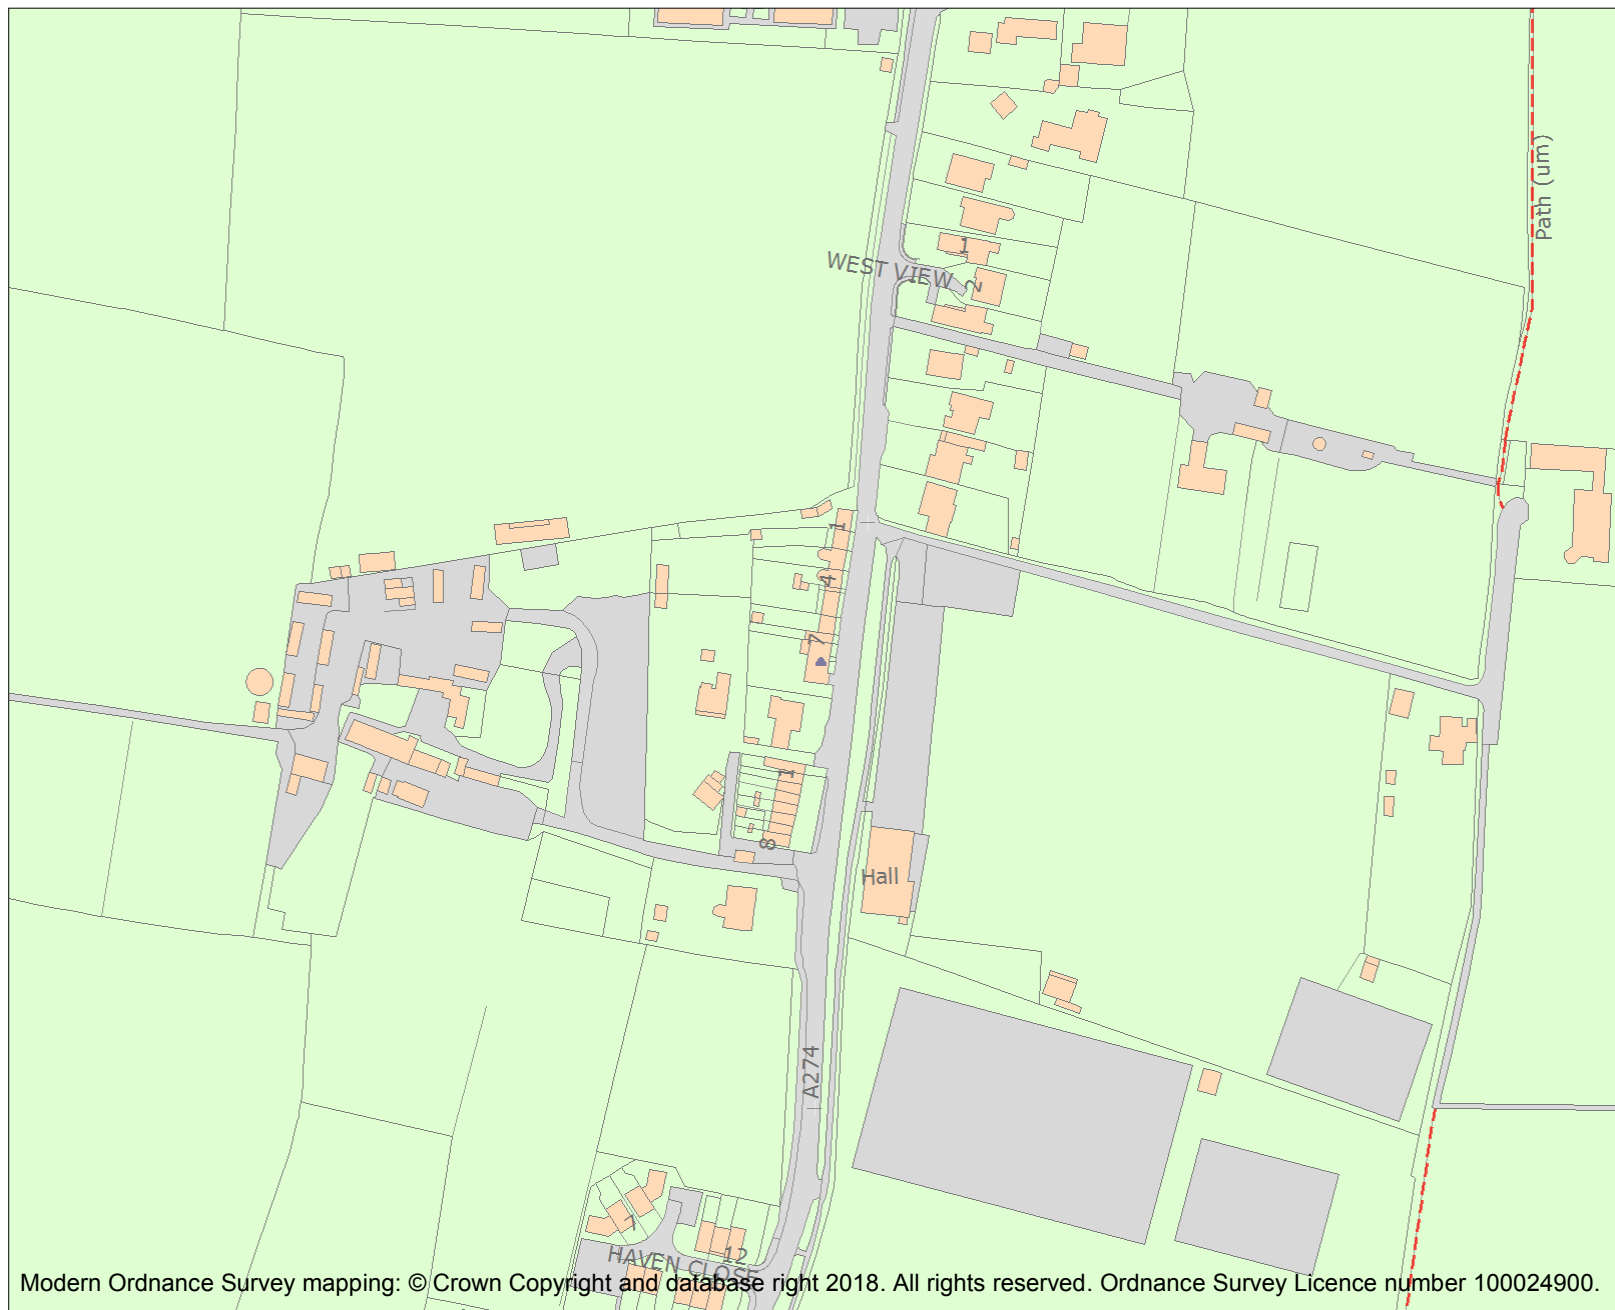 Path (um)
1
WEST VIEW
2
1
4
7
1
8
Hall
A274
7
12
HAVEN CLOSE
Modern Ordnance Survey mapping: © Crown Copyright and database right 2018. All rights reserved. Ordnance Survey Licence number 100024900.